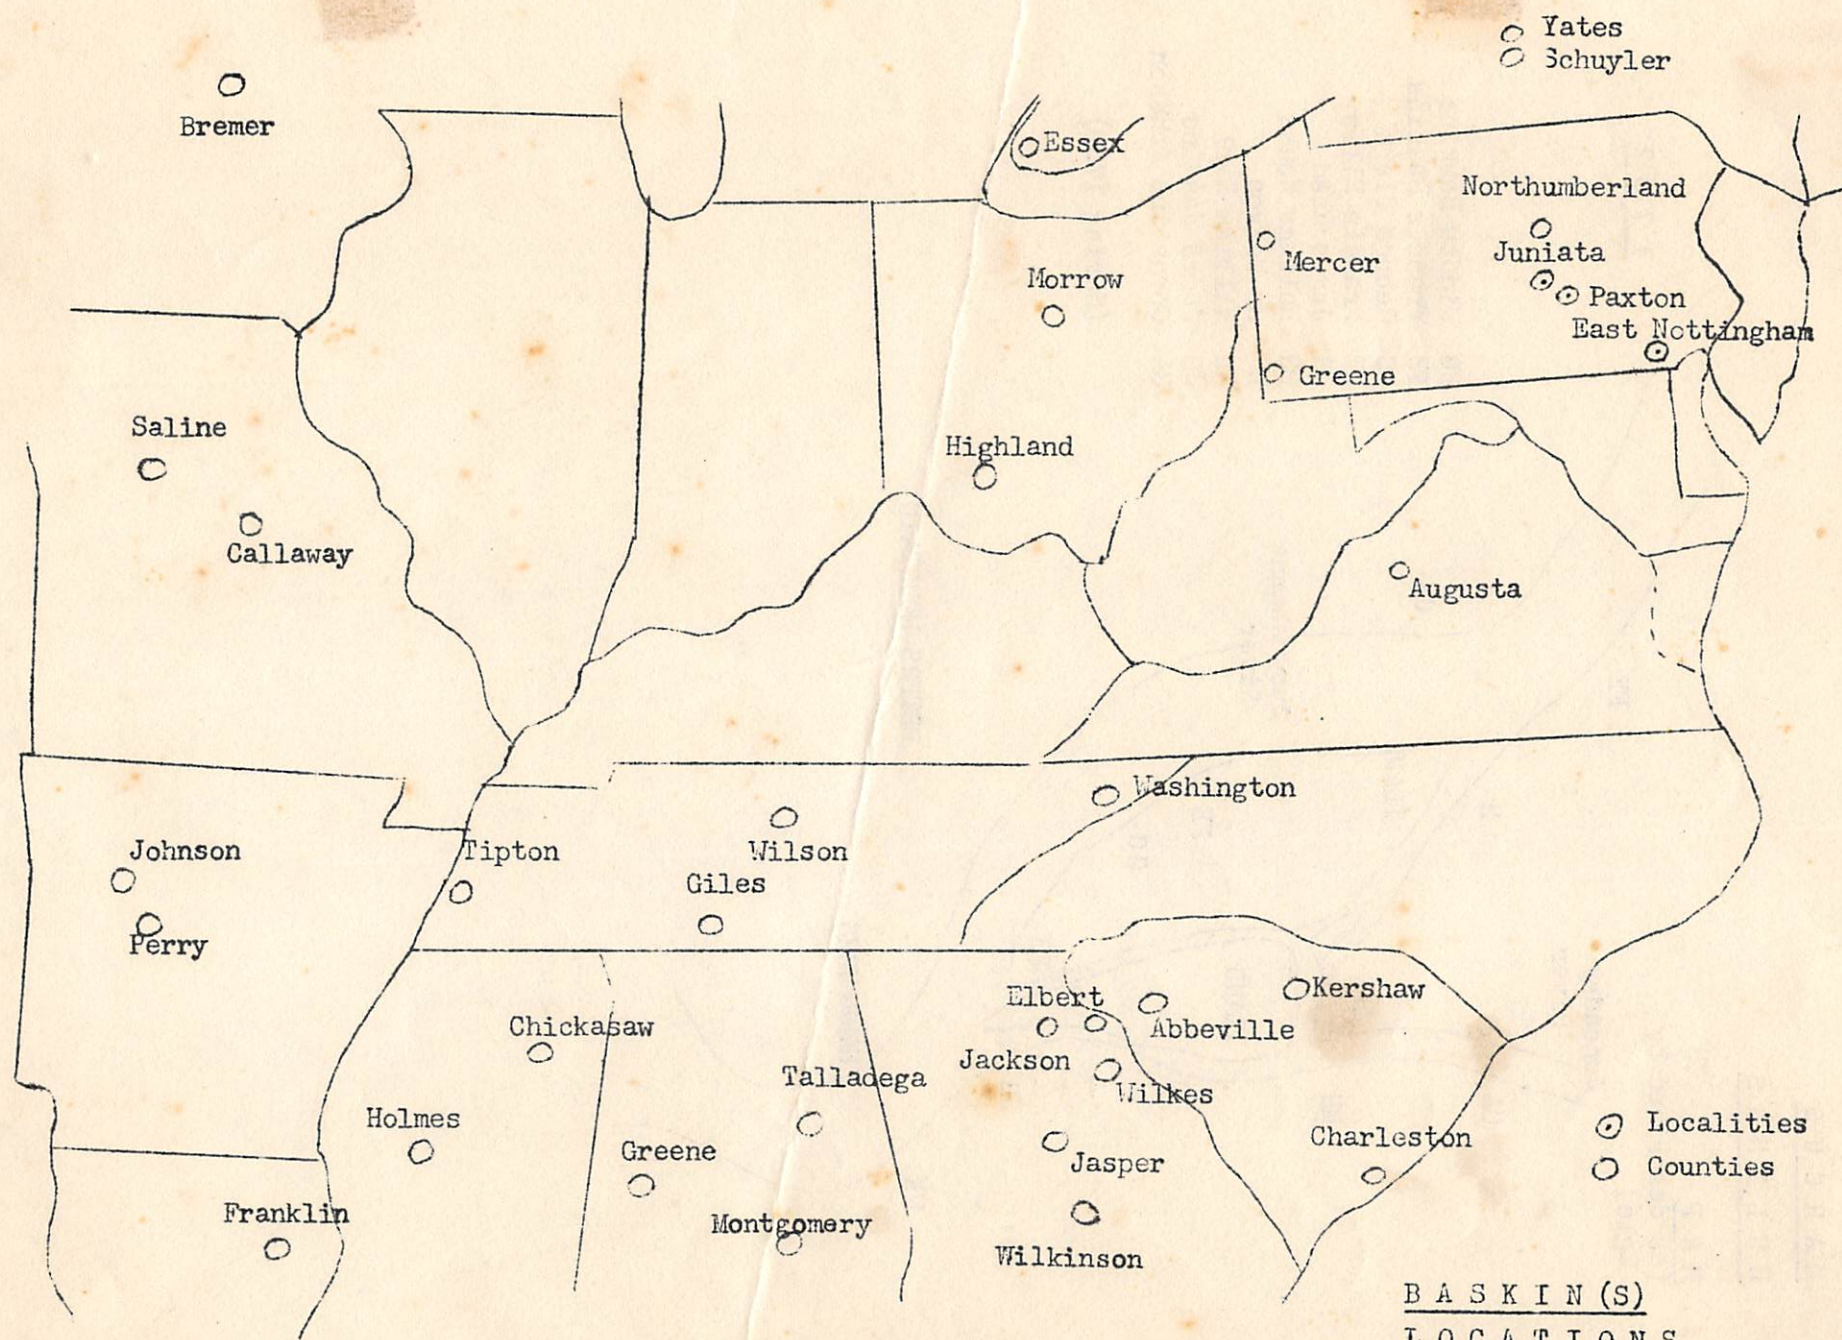 Yates
Schuyler
Bremer
Essex
Northumberland
Juniata
Mercer
Morrow
Paxton
East Nottingham
Greene
Saline
Highland
Callaway
Augusta
Washington
Johnson
Tipton
Wilson
Giles
Perry
Elbert
Kershaw
Chickasaw
Abbeville
Jackson
Talladega
Wilkes
Holmes
Localities
Charleston
Greene
Jasper
Counties
Franklin
Montgomery
Wilkinson
BASKIN(S)
LOCATIONS